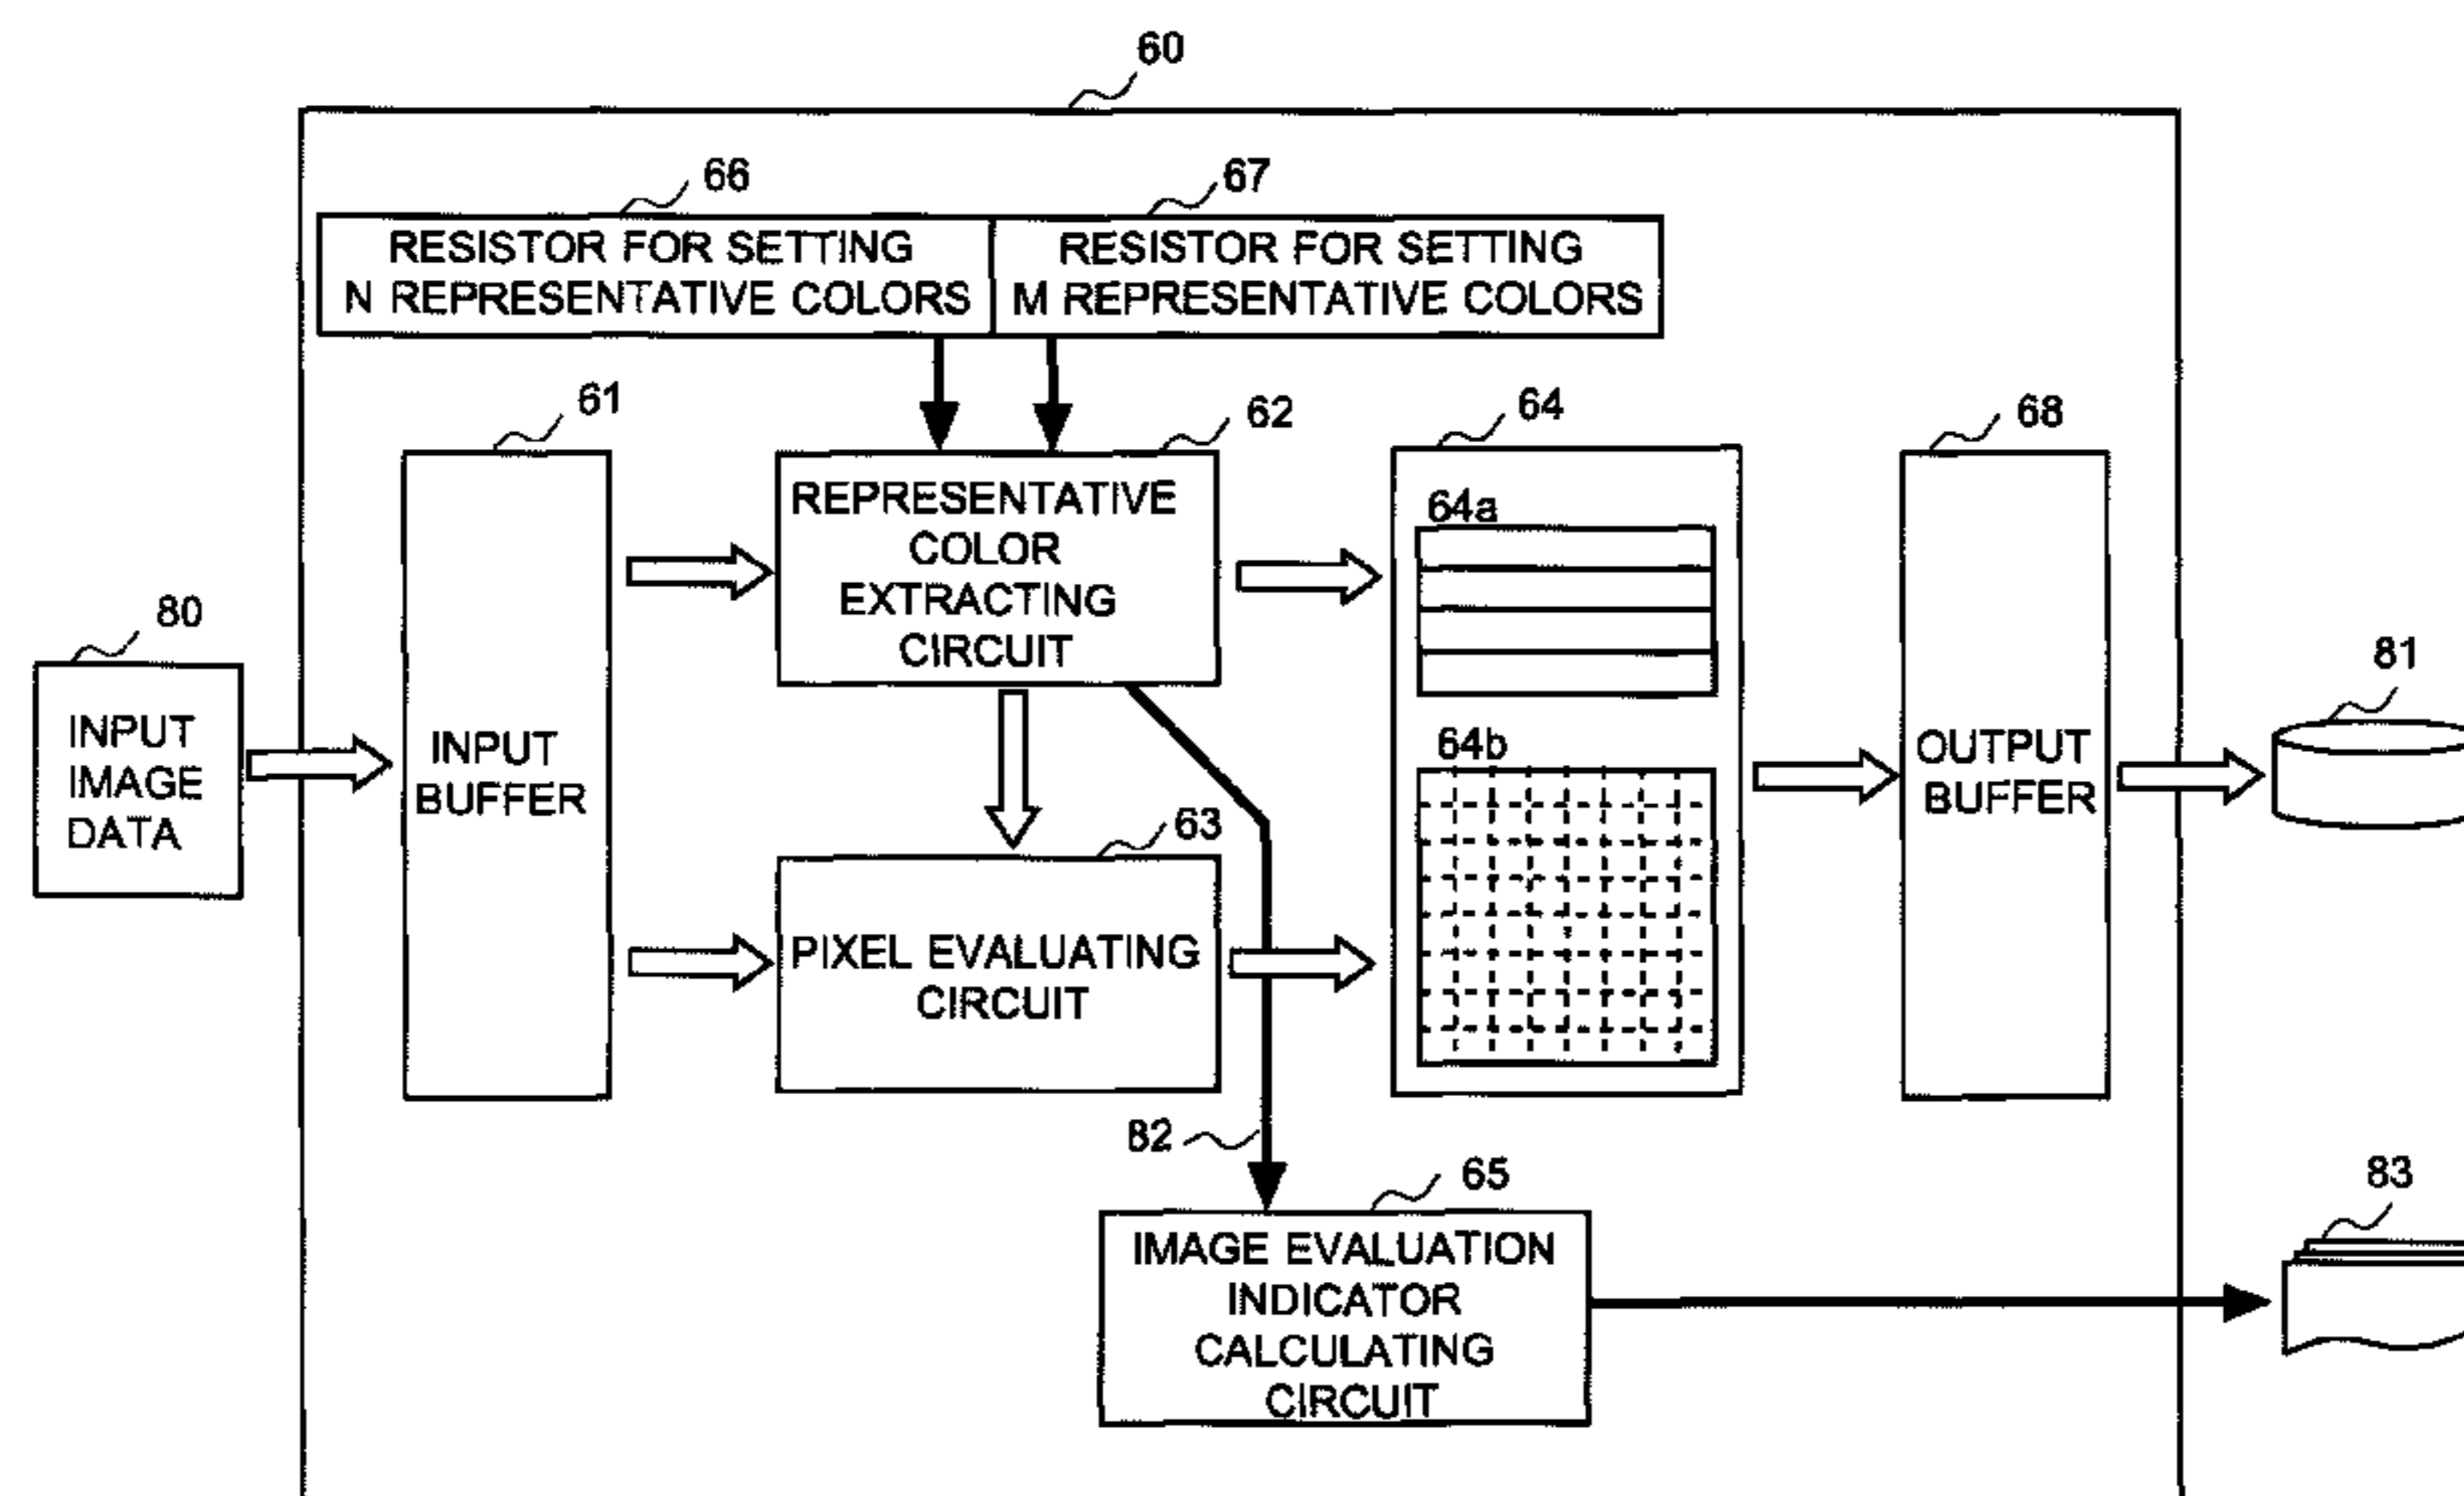 60
66
67
RESISTOR FOR SETTING
N REPRESENTATIVE COLORS
RESISTOR FOR SETTING
M REPRESENTATIVE COLORS
61
62
64
68
REPRESENTATIVE
COLOR
EXTRACTING
CIRCUIT
64a
80
81
INPUT
IMAGE
DATA
INPUT
BUFFER
64b
OUTPUT
BUFFER
63
PIXEL EVALUATING
CIRCUIT
82
65
83
IMAGE EVALUATION
INDICATOR
CALCULATING
CIRCUIT